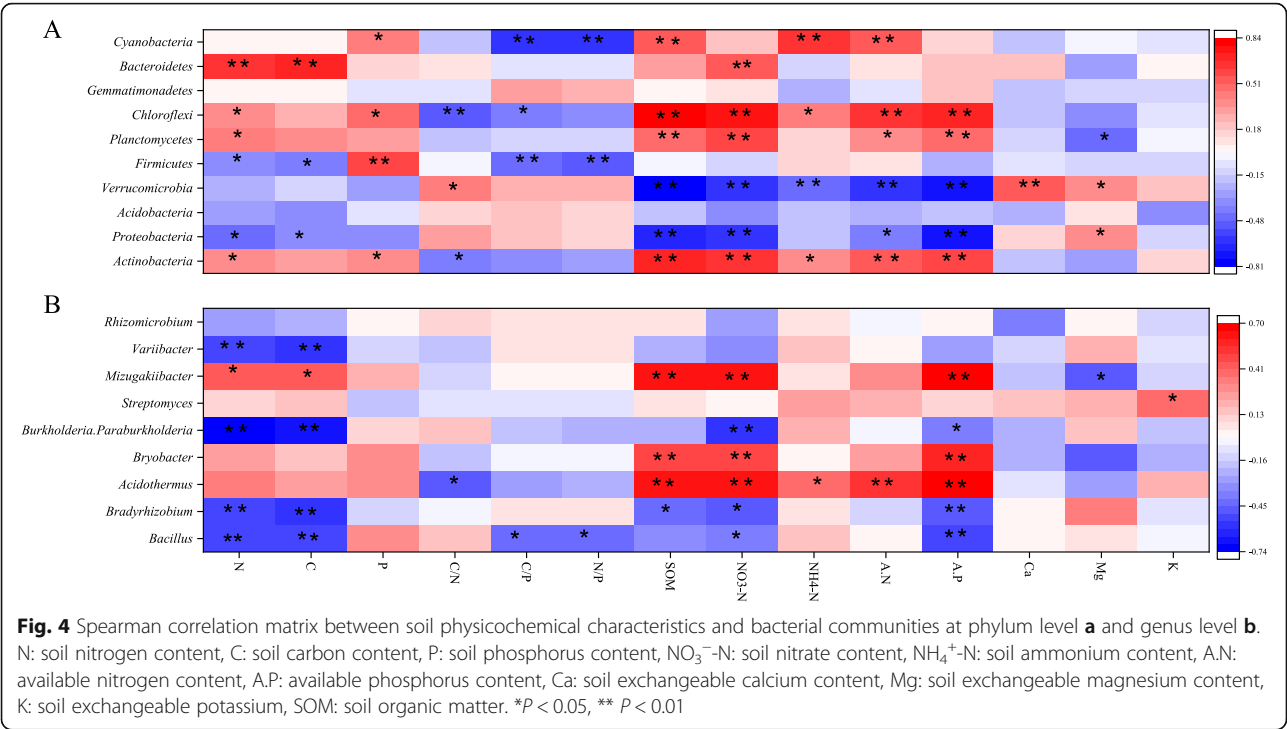 A
Cyanobacteria * ** ** ** ** **
0.84
Bacteroidetes ** ** **
Gemmatimonadetes
0.51
Chloroflexi * * ** * ** ** * ** **
0.18
Planctomycetes * ** ** * ** *
Firmicutes * * ** ** **
-0.15
Verrucomicrobia * ** ** ** ** ** ** *
Acidobacteria
-0.48
Proteobacteria * * ** ** * ** *
Actinobacteria * * * ** ** * ** **
-0.81
B
Rhizomicrobium
0.70
Variibacter ** **
Mizugakiibacter * * ** ** ** *
0.41
Streptomyces *
0.13
Burkholderia.Paraburkholderia ** ** ** *
Bryobacter ** ** **
-0.16
Acidothermus * ** ** * ** **
Bradyrhizobium ** ** * * **
-0.45
Bacillus ** ** * * * **
-0.74
N C P C/N C/P N/P SOM NO3-N NH4-N A.N A.P Ca Mg K
Fig. 4 Spearman correlation matrix between soil physicochemical characteristics and bacterial communities at phylum level a and genus level b.
N: soil nitrogen content, C: soil carbon content, P: soil phosphorus content, NO₃⁻-N: soil nitrate content, NH₄⁺-N: soil ammonium content, A.N:
available nitrogen content, A.P: available phosphorus content, Ca: soil exchangeable calcium content, Mg: soil exchangeable magnesium content,
K: soil exchangeable potassium, SOM: soil organic matter. *P < 0.05, ** P < 0.01